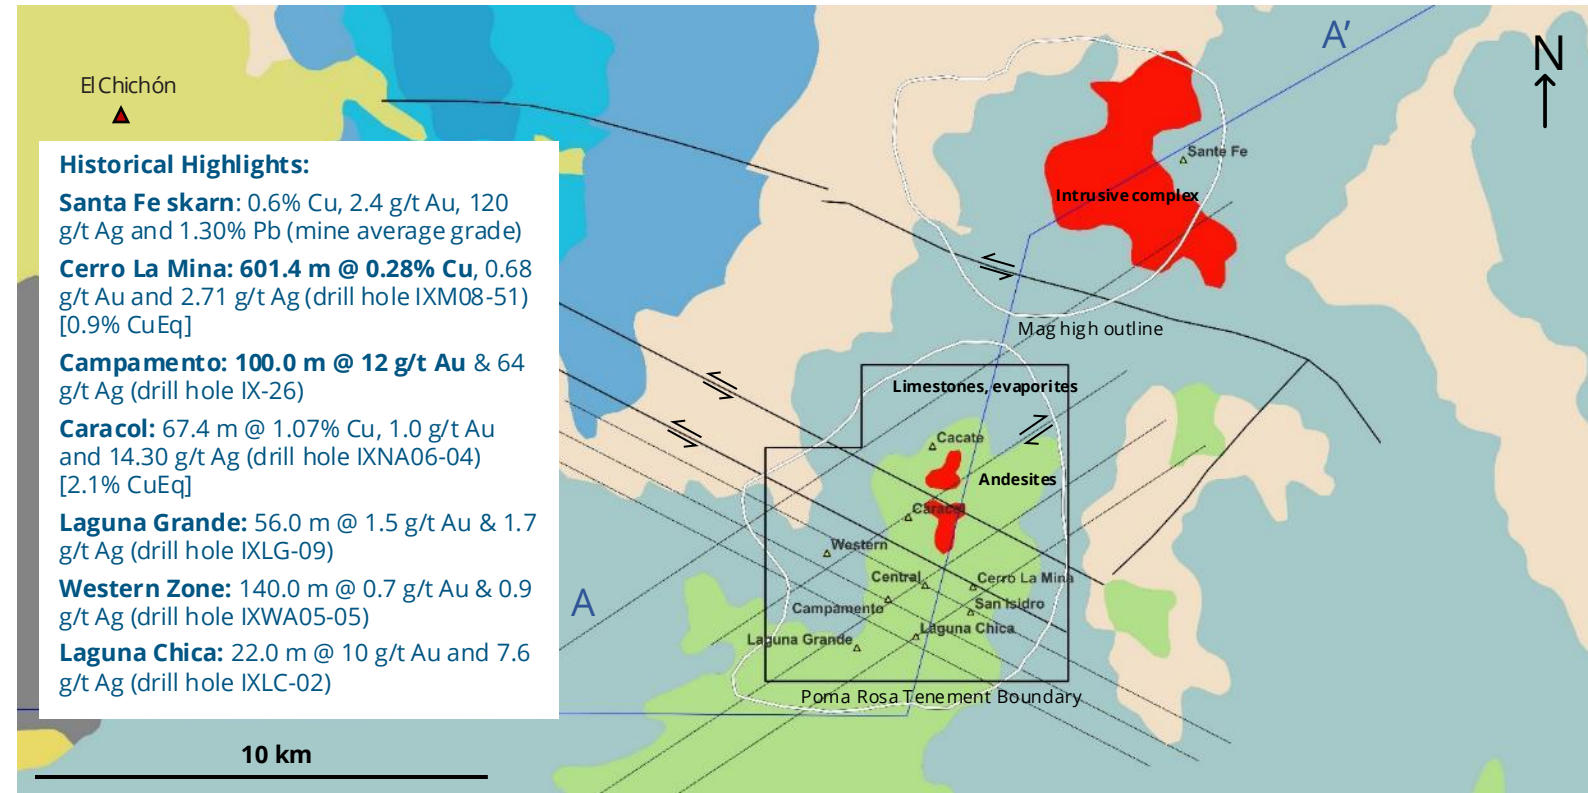 A’
N
El Chichón
Historical Highlights:
Santa Fe skarn: 0.6% Cu, 2.4 g/t Au, 120
g/t Ag and 1.30% Pb (mine average grade)
Cerro La Mina: 601.4 m @ 0.28% Cu, 0.68
g/t Au and 2.71 g/t Ag (drill hole IXM08-51)
[0.9% CuEq]
Campamento: 100.0 m @ 12 g/t Au & 64
g/t Ag (drill hole IX-26)
Caracol: 67.4 m @ 1.07% Cu, 1.0 g/t Au
and 14.30 g/t Ag (drill hole IXNA06-04)
[2.1% CuEq]
Laguna Grande: 56.0 m @ 1.5 g/t Au & 1.7
g/t Ag (drill hole IXLG-09)
Western Zone: 140.0 m @ 0.7 g/t Au & 0.9
g/t Ag (drill hole IXWA05-05)
Laguna Chica: 22.0 m @ 10 g/t Au and 7.6
g/t Ag (drill hole IXLC-02)
10 km
Sante Fe
Intrusive complex
Mag high outline
Limestones, evaporites
Cacate
Andesites
Caracol
Western
Central
Cerro La Mina
Campamento
San Isidro
Laguna Chica
Laguna Grande
A
Poma Rosa Tenement Boundary